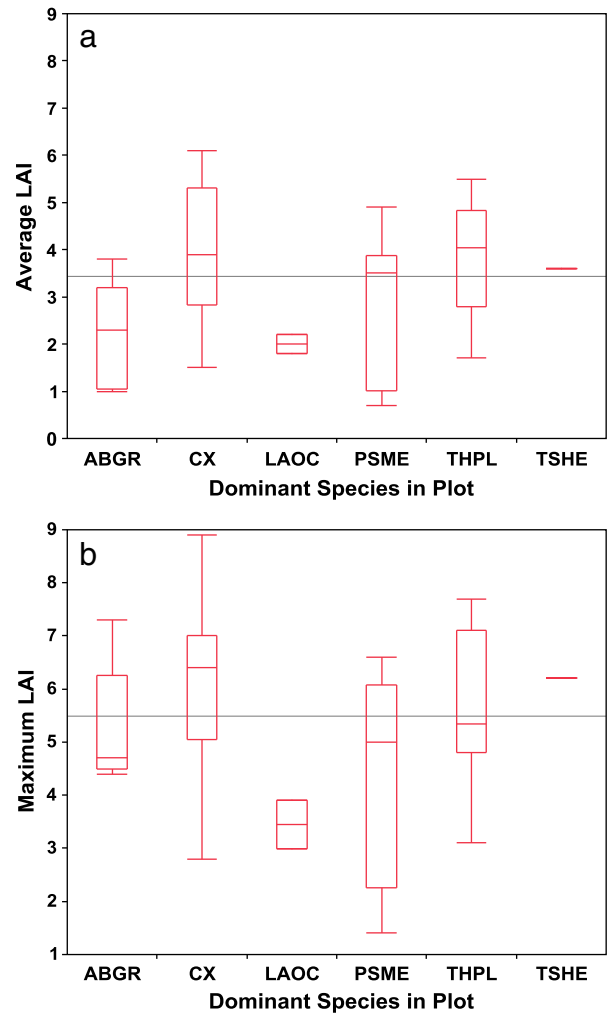 a
9
8
7
6
5
4
3
2
1
0
Average LAI
ABGR CX LAOC PSME THPL TSHE
Dominant Species in Plot
b
9
8
7
6
5
4
3
2
1
Maximum LAI
ABGR CX LAOC PSME THPL TSHE
Dominant Species in Plot